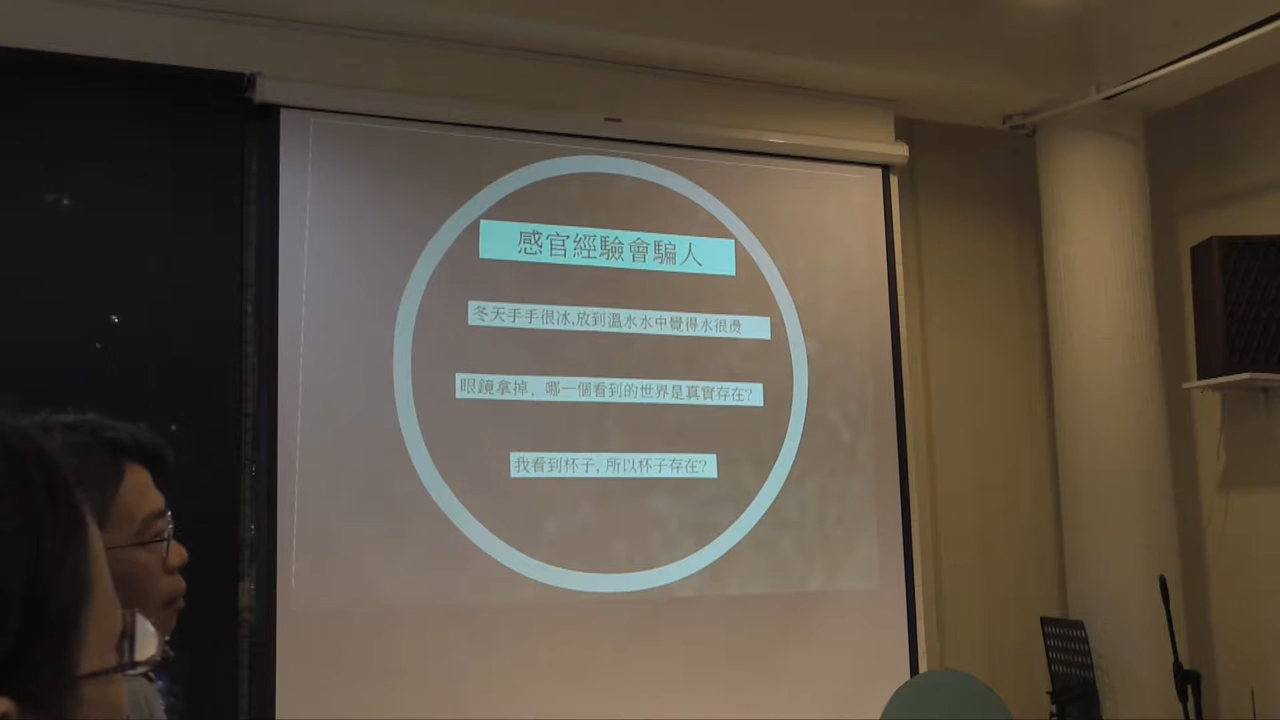 感官經驗會騙人
冬天手手很冰,放到溫水水中覺得水很燙
眼鏡拿掉，哪一個看到的世界是真實存在?
我看到杯子, 所以杯子存在?